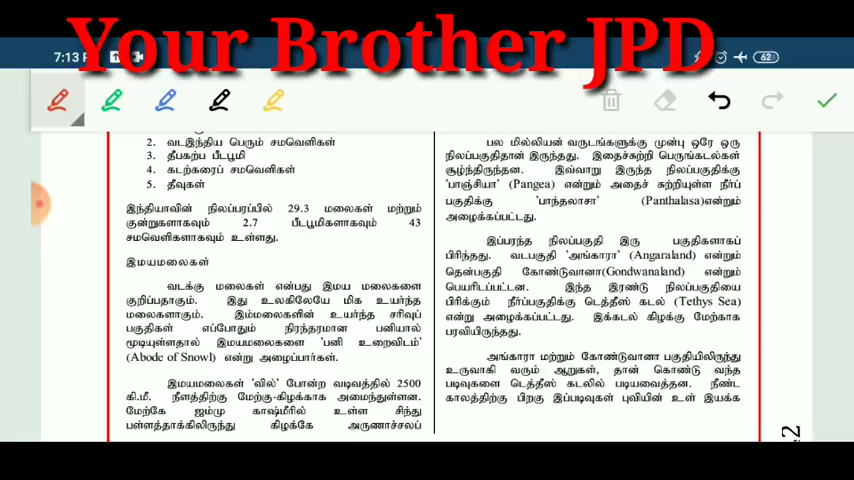 Your Brother JPD
7:13 P
62
2. வடஇந்திய பெரும் சமவெளிகள்
3. தீபகற்ப பீடபூமி
4. கடற்கரைப் சமவெளிகள்
5. தீவுகள்
இந்தியாவின் நிலப்பரப்பில் 29.3 மலைகள் மற்றும்
குன்றுகளாகவும் 2.7 பீடபூமிகளாகவும் 43
சமவெளிகளாகவும் உள்ளது.
இமயமலைகள்
வடக்கு மலைகள் என்பது இமய மலைகளை
குறிப்பதாகும். இது உலகிலேயே மிக உயர்ந்த
மலைகளாகும். இம்மலைகளின் உயர்ந்த சரிவுப்
பகுதிகள் எப்போதும் நிரந்தரமான பனியால்
மூடியுள்ளதால் இமயமலைகளை 'பனி உறைவிடம்'
(Abode of Snowl) என்று அழைப்பார்கள்.
இமயமலைகள் 'வில்' போன்ற வடிவத்தில் 2500
கி.மீ. நீளத்திற்கு மேற்கு-கிழக்காக அமைந்துள்ளன.
மேற்கே ஜம்மு காஷ்மீரில் உள்ள சிந்து
பள்ளத்தாக்கிலிருந்து கிழக்கே அருணாச்சலப்
பல மில்லியன் வருடங்களுக்கு முன்பு ஒரே ஒரு
நிலப்பகுதிதான் இருந்தது. இதைச்சுற்றி பெருங்கடல்கள்
சூழ்ந்திருந்தன. இவ்வாறு இருந்த நிலப்பகுதிக்கு
'பாஞ்சியா' (Pangea) என்றும் அதைச் சுற்றியுள்ள நீர்ப்
பகுதிக்கு 'பாந்தலாசா' (Panthalasa)என்றும்
அழைக்கப்பட்டது.
இப்பரந்த நிலப்பகுதி இரு பகுதிகளாகப்
பிரிந்தது. வடபகுதி 'அங்காரா' (Angaraland) என்றும்
தென்பகுதி கோண்டுவானா(Gondwanaland) என்றும்
பெயரிடப்பட்டன. இந்த இரண்டு நிலப்பகுதியை
பிரிக்கும் நீர்ப்பகுதிக்கு டெத்தீஸ் கடல் (Tethys Sea)
என்று அழைக்கப்பட்டது. இக்கடல் கிழக்கு மேற்காக
பரவியிருந்தது.
அங்காரா மற்றும் கோண்டுவானா பகுதியிலிருந்து
உருவாகி வரும் ஆறுகள், தான் கொண்டு வந்த
படிவுகளை டெத்தீஸ் கடலில் படியவைத்தன. நீண்ட
காலத்திற்கு பிறகு இப்படிவுகள் புவியின் உள் இயக்க